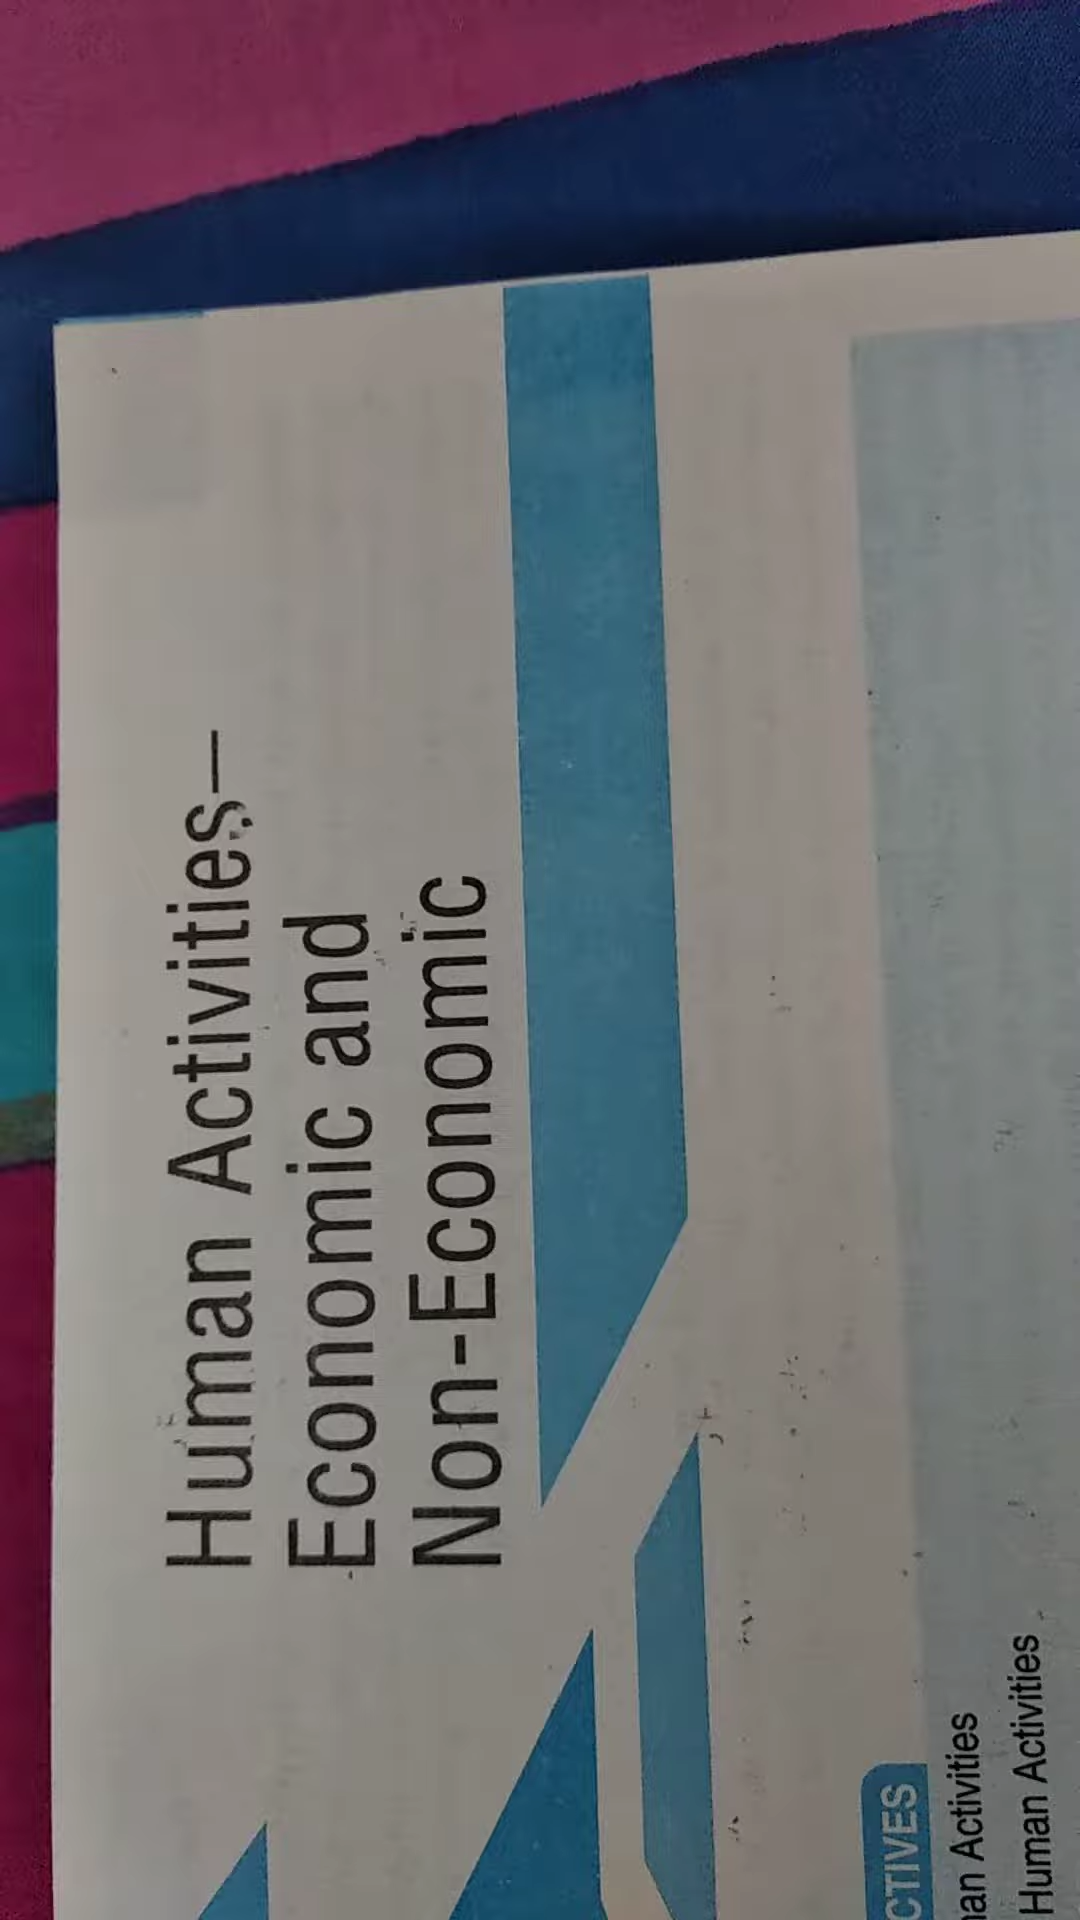 Human Activities–
Economic and
Non-Economic
CTIVES
an Activities
Human Activities